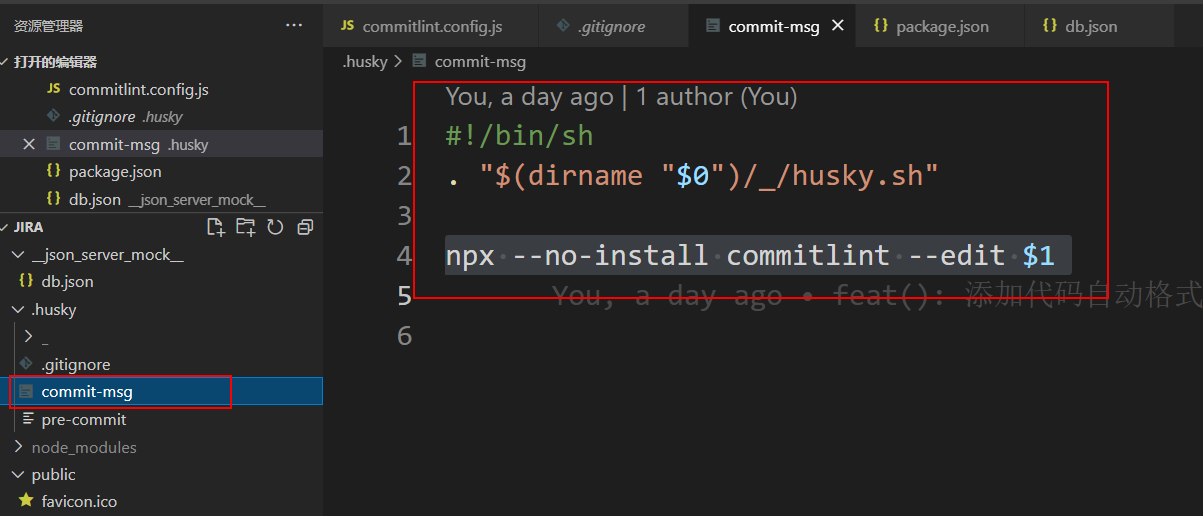 资源管理器
···
打开的编辑器
JS commitlint.config.js
.gitignore .husky
commit-msg .husky
{} package.json
{} db.json __json_server_mock__
JIRA
__json_server_mock__
{} db.json
.husky
_
.gitignore
commit-msg
pre-commit
node_modules
public
favicon.ico
JS commitlint.config.js
.gitignore
commit-msg
{} package.json
{} db.json
.husky > commit-msg
You, a day ago | 1 author (You)
1 #!/bin/sh
2 . "$(dirname "$0")/_/husky.sh"
3
4 npx --no-install commitlint --edit $1
5 You, a day ago • feat(): 添加代码自动格式
6